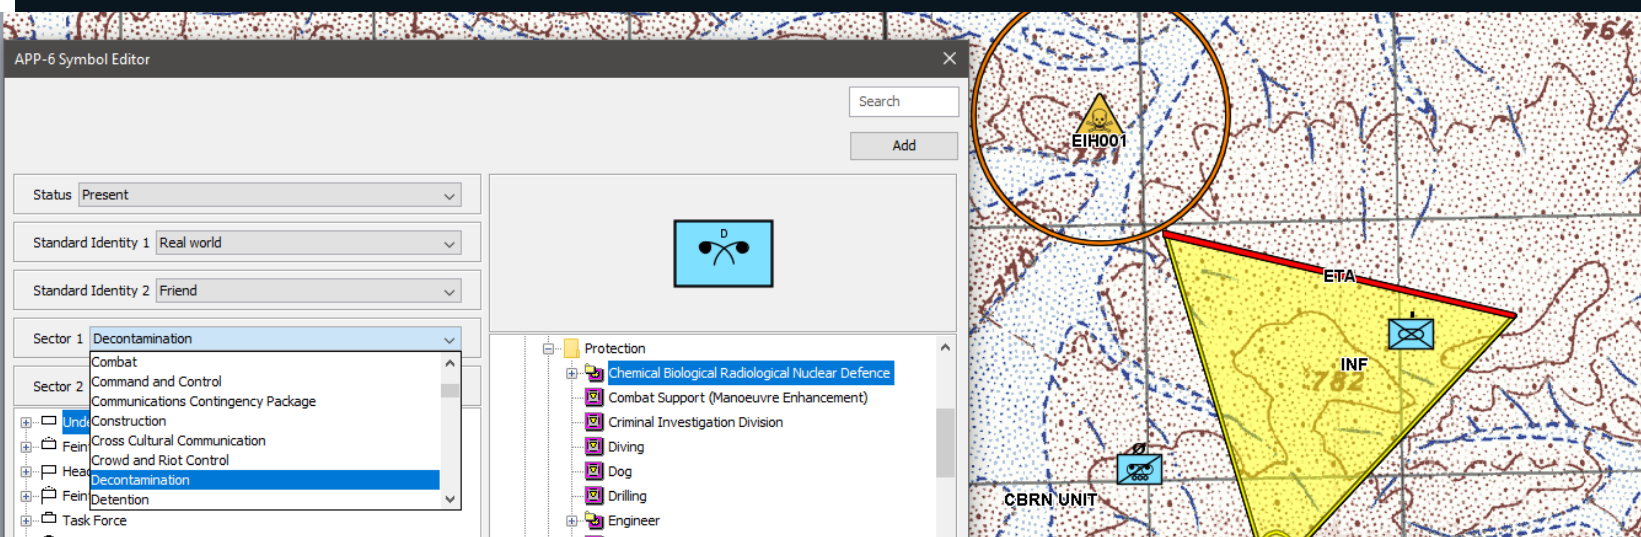 APP-6 Symbol Editor
Search
Add
Status Present
Standard Identity 1 Real world
Standard Identity 2 Friend
Sector 1 Decontamination
Combat
Command and Control
Communications Contingency Package
Construction
Cross Cultural Communication
Crowd and Riot Control
Decontamination
Detention
Sector 2
Unde
Fein
Head
Fein
Task Force
D
Protection
Chemical Biological Radiological Nuclear Defence
Combat Support (Manoeuvre Enhancement)
Criminal Investigation Division
Diving
Dog
Drilling
Engineer
764
EIH001
771
770
ETA
INF
782
CBRN UNIT